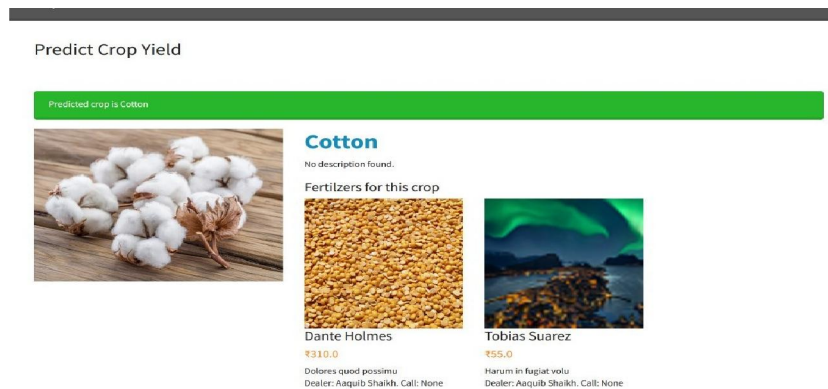 Predict Crop Yield
Predicted crop is Cotton
Cotton
No description found.
Fertilzers for this crop
Dante Holmes
₹310.0
Dolores quod possimu
Dealer: Aaquib Shaikh. Call: None
Tobias Suarez
₹55.0
Harum in fugiat volu
Dealer: Aaquib Shaikh. Call: None